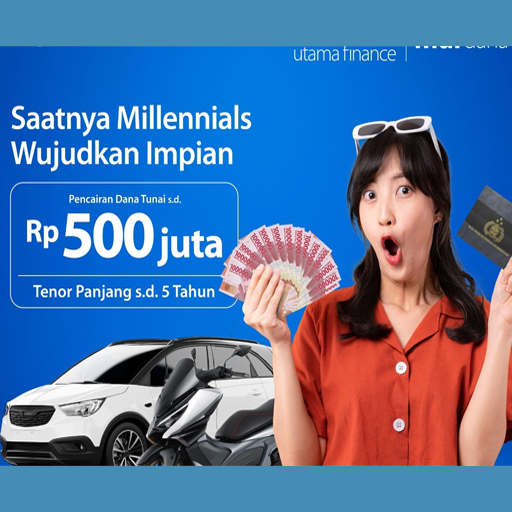 utama finance
Saatnya Millennials
Wujudkan Impian
Pencairan Dana Tunai s.d.
Rp 500 juta
Tenor Panjang s.d. 5 Tahun